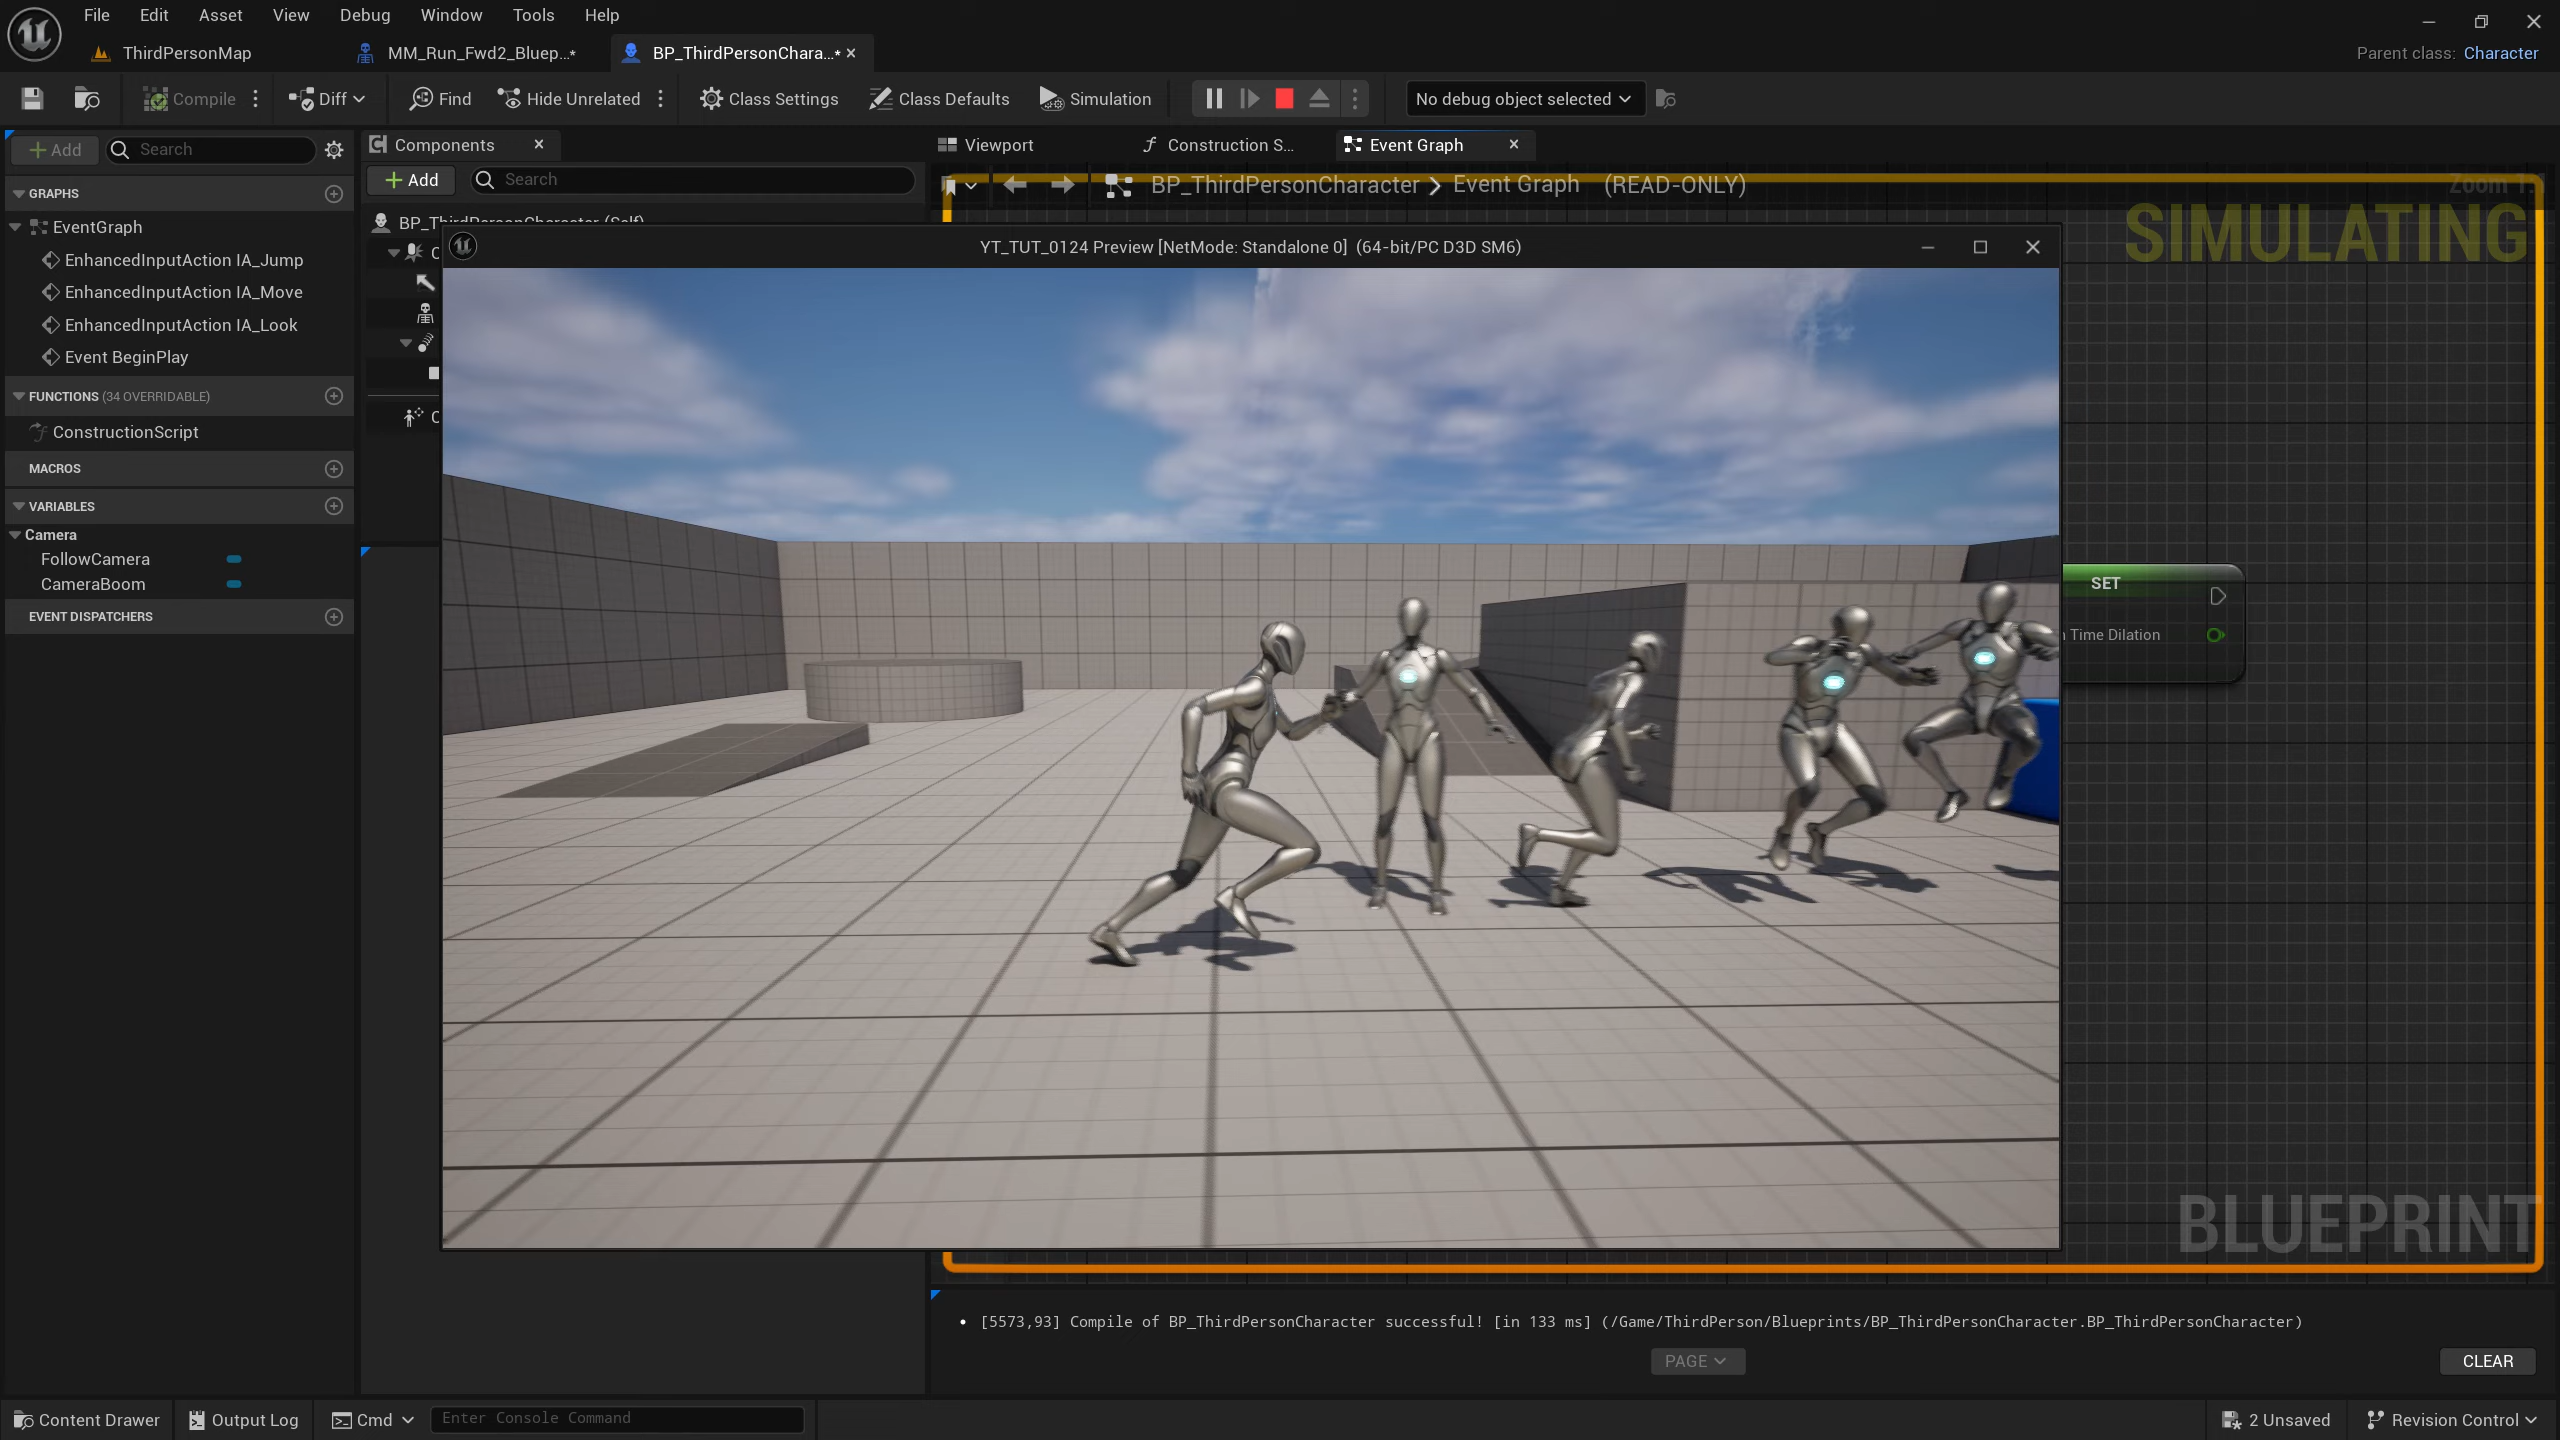 File Edit Asset View Debug Window Tools Help
ThirdPersonMap
MM_Run_Fwd2_Bluep...*
BP_ThirdPersonChara...*
Parent class: Character
Compile
Diff
Find
Hide Unrelated
Class Settings
Class Defaults
Simulation
No debug object selected
Add
Search
Components
Viewport
Construction S...
Event Graph
GRAPHS
EventGraph
EnhancedInputAction IA_Jump
EnhancedInputAction IA_Move
EnhancedInputAction IA_Look
Event BeginPlay
FUNCTIONS (34 OVERRIDABLE)
ConstructionScript
MACROS
VARIABLES
Camera
FollowCamera
CameraBoom
EVENT DISPATCHERS
Add
Search
BP_ThirdPersonCharacter (Self)
BP_ThirdPersonCharacter > Event Graph (READ-ONLY)
Zoom 1:
SIMULATING
YT_TUT_0124 Preview [NetMode: Standalone 0] (64-bit/PC D3D SM6)
SET
Time Dilation
BLUEPRINT
• [5573,93] Compile of BP_ThirdPersonCharacter successful! [in 133 ms] (/Game/ThirdPerson/Blueprints/BP_ThirdPersonCharacter.BP_ThirdPersonCharacter)
PAGE
CLEAR
Content Drawer
Output Log
Cmd
Enter Console Command
2 Unsaved
Revision Control